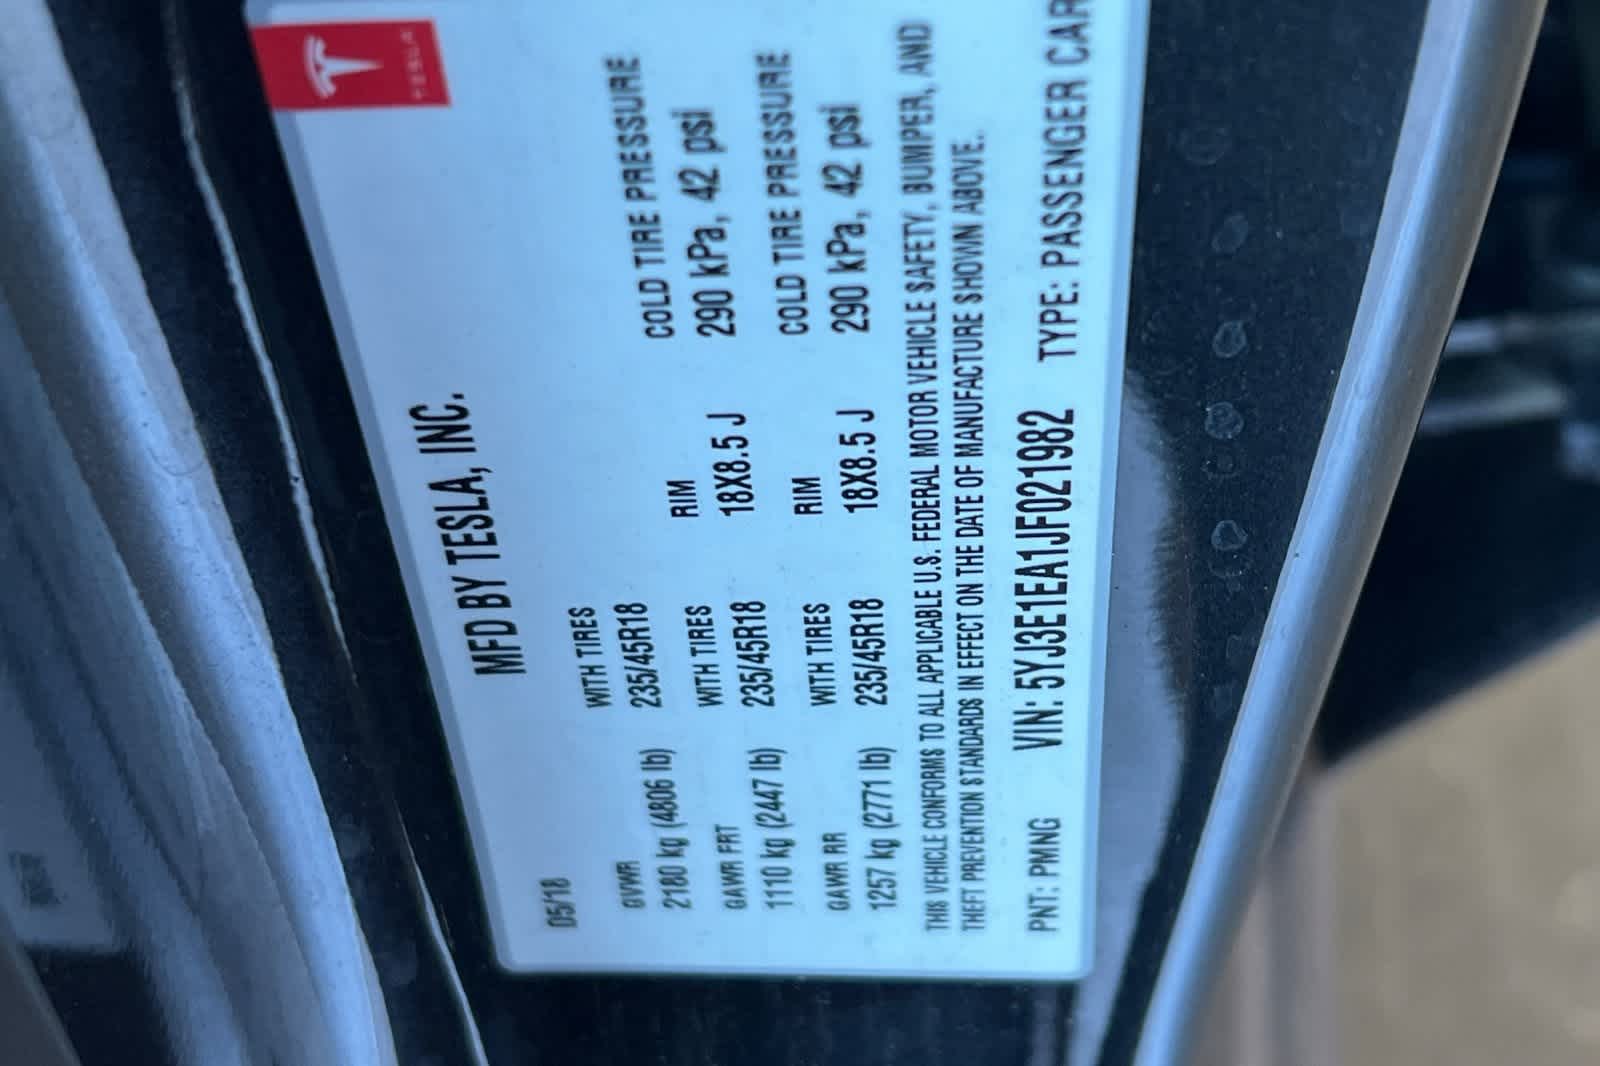 TESLA
MFD BY TESLA, INC.
05/18
GVWR WITH TIRES RIM COLD TIRE PRESSURE
2180 kg (4806 lb) 235/45R18
GAWR FRT WITH TIRES RIM COLD TIRE PRESSURE
1110 kg (2447 lb) 235/45R18 18X8.5 J 290 kPa, 42 psi
GAWR RR WITH TIRES RIM COLD TIRE PRESSURE
1257 kg (2771 lb) 235/45R18 18X8.5 J 290 kPa, 42 psi
THIS VEHICLE CONFORMS TO ALL APPLICABLE U.S. FEDERAL MOTOR VEHICLE SAFETY, BUMPER, AND
THEFT PREVENTION STANDARDS IN EFFECT ON THE DATE OF MANUFACTURE SHOWN ABOVE.
PNT: PMNG VIN: 5YJ3E1EA1JF021982 TYPE: PASSENGER CAR